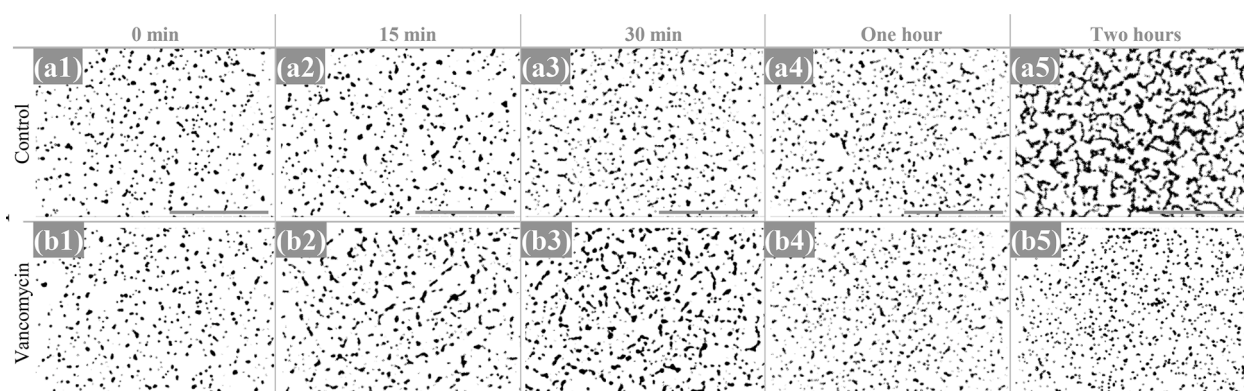 0 min 15 min 30 min One hour Two hours
Control
(a1) (a2) (a3) (a4) (a5)
Vancomycin
(b1) (b2) (b3) (b4) (b5)